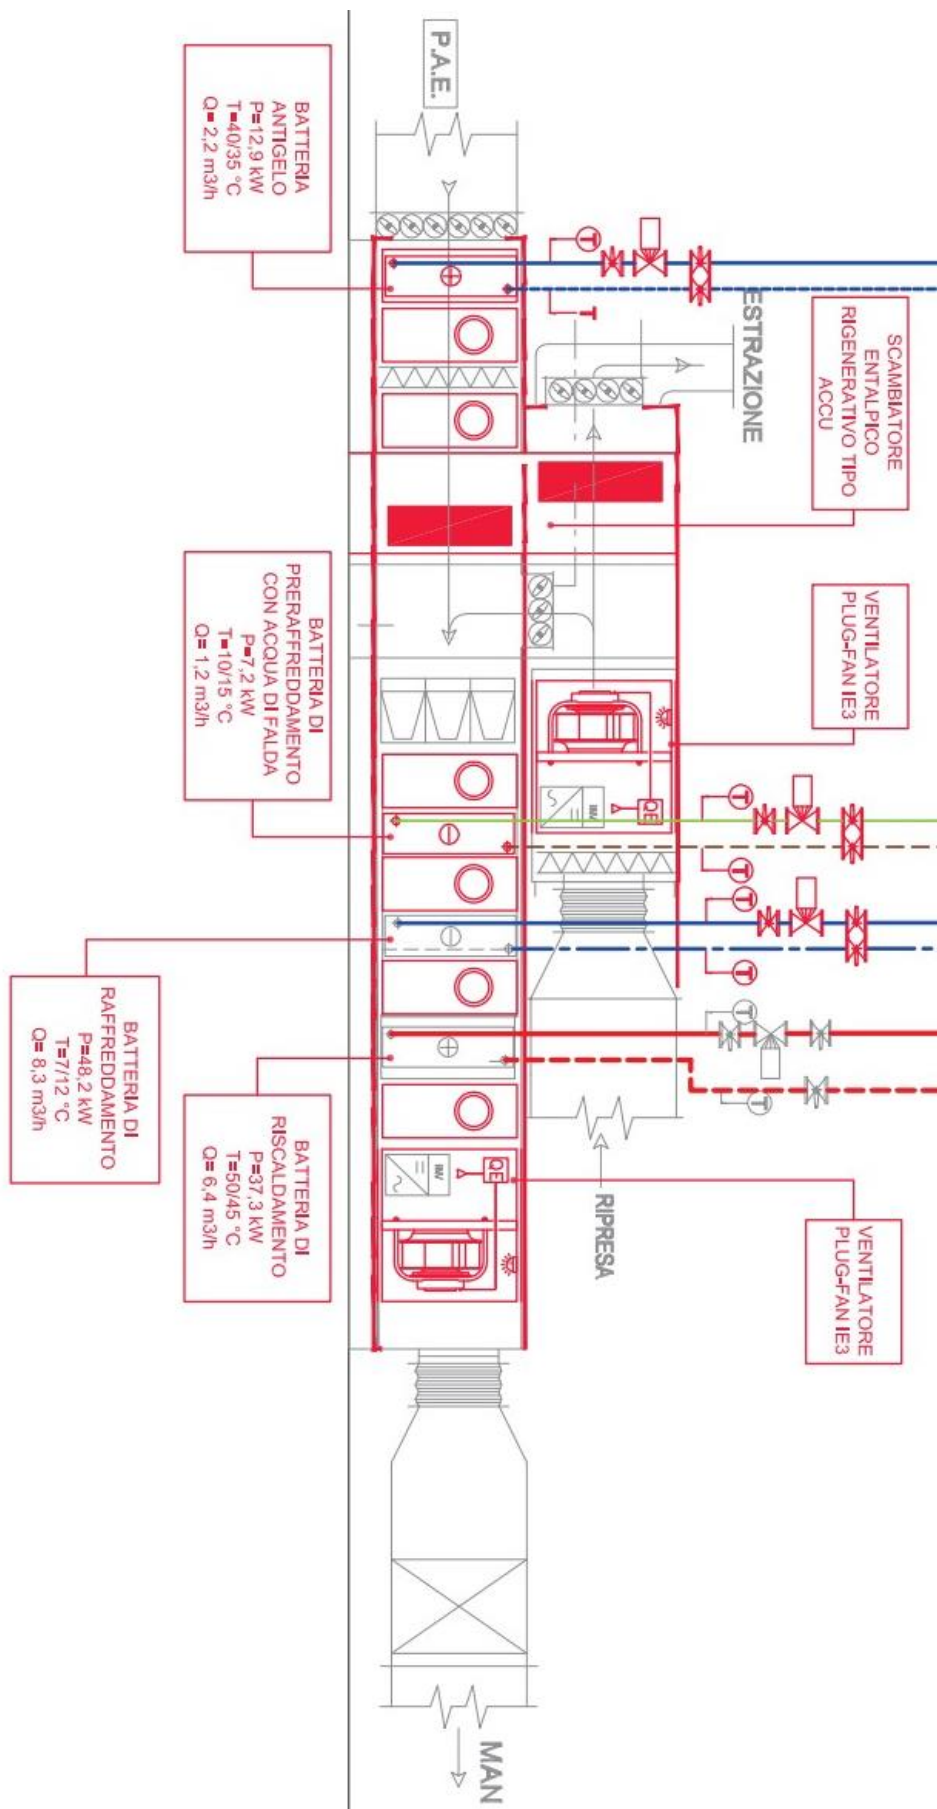 P.A.E.
BATTERIA
ANTIGELO
P=12,9 kW
T=40/35 °C
Q= 2,2 m3/h
T
T
ESTRAZIONE
SCAMBIATORE
ENTALPICO
RIGENERATIVO TIPO
ACCU
BATTERIA DI
PRERAFFREDDAMENTO
CON ACQUA DI FALDA
P=7,2 kW
T=10/15 °C
Q= 1,2 m3/h
VENTILATORE
PLUG-FAN IE3
QE
INV
T
T
T
T
BATTERIA DI
RAFFREDDAMENTO
P=48,2 kW
T=7/12 °C
Q= 8,3 m3/h
T
T
BATTERIA DI
RISCALDAMENTO
P=37,3 kW
T=50/45 °C
Q= 6,4 m3/h
QE
INV
RIPRESA
VENTILATORE
PLUG-FAN IE3
MAN